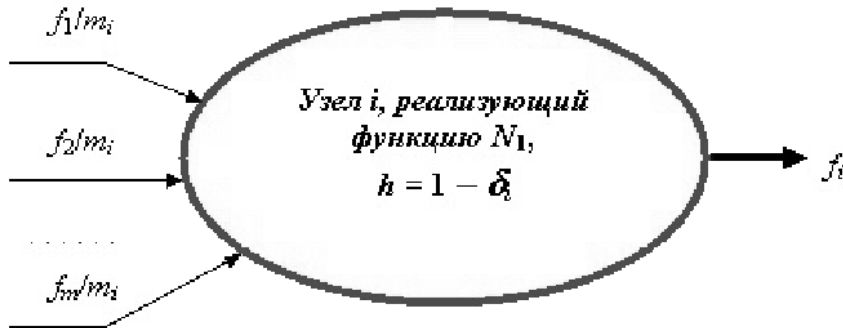 f₁/mᵢ
f₂/mᵢ
. . . . . . . .
fₘ/mᵢ
Узел i, реализующий
функцию N₁,
h = 1 − δᵢ
fᵢ